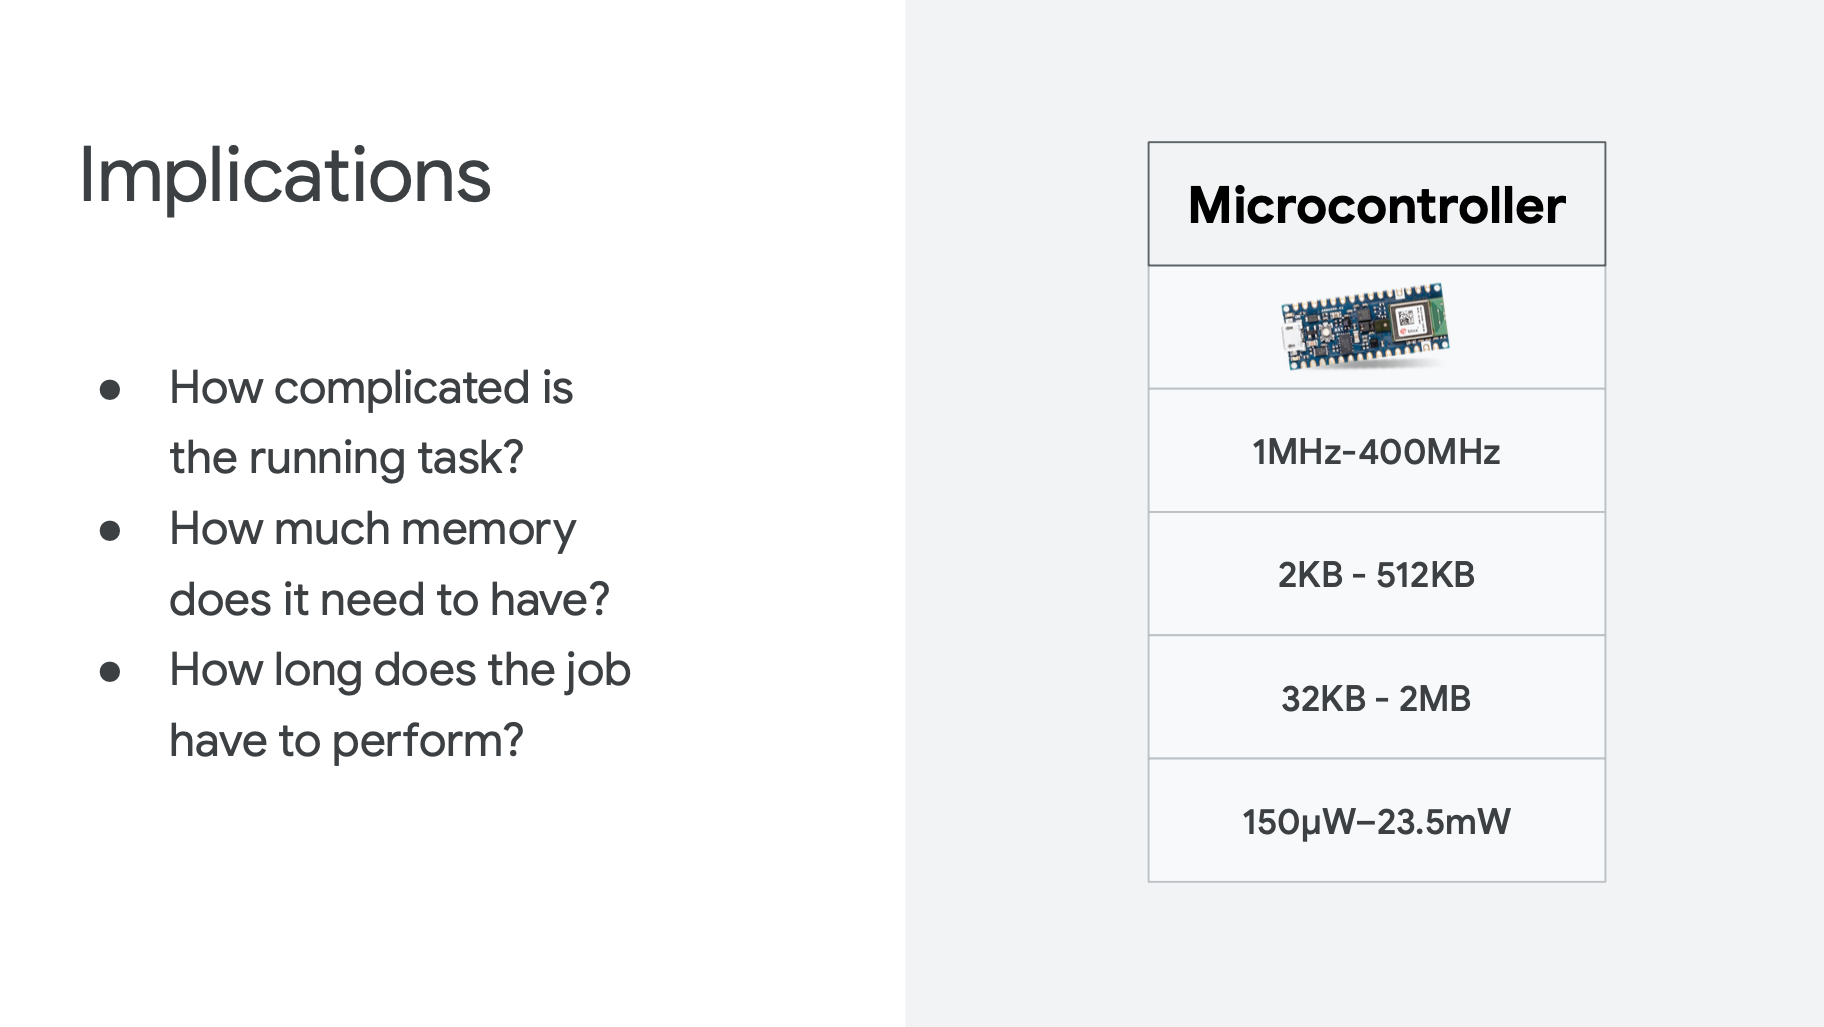 Implications
● How complicated is
the running task?
● How much memory
does it need to have?
● How long does the job
have to perform?
Microcontroller
1MHz-400MHz
2KB - 512KB
32KB - 2MB
150µW–23.5mW